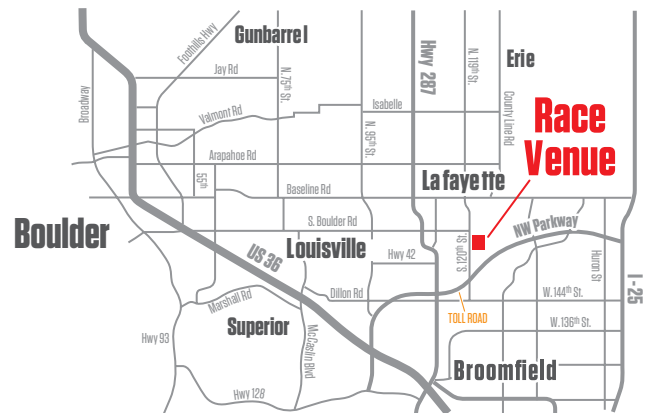 Foothills Hwy
Gunbarrel
Hwy 287
N. 119th St.
Erie
Jay Rd
N. 75th St.
Broadway
Valmont Rd
Isabelle
County Line Rd
Race
Venue
N. 95th St.
Arapahoe Rd
55th
Lafayette
Baseline Rd
Boulder
S. Boulder Rd
NW Parkway
US 36
Louisville
Hwy 42
S. 120th St.
Huron St
I-25
Marshall Rd
Dillon Rd
W. 144th St.
TOLL ROAD
Superior
W. 136th St.
Hwy 93
McCaslin Blvd
Broomfield
Hwy 128